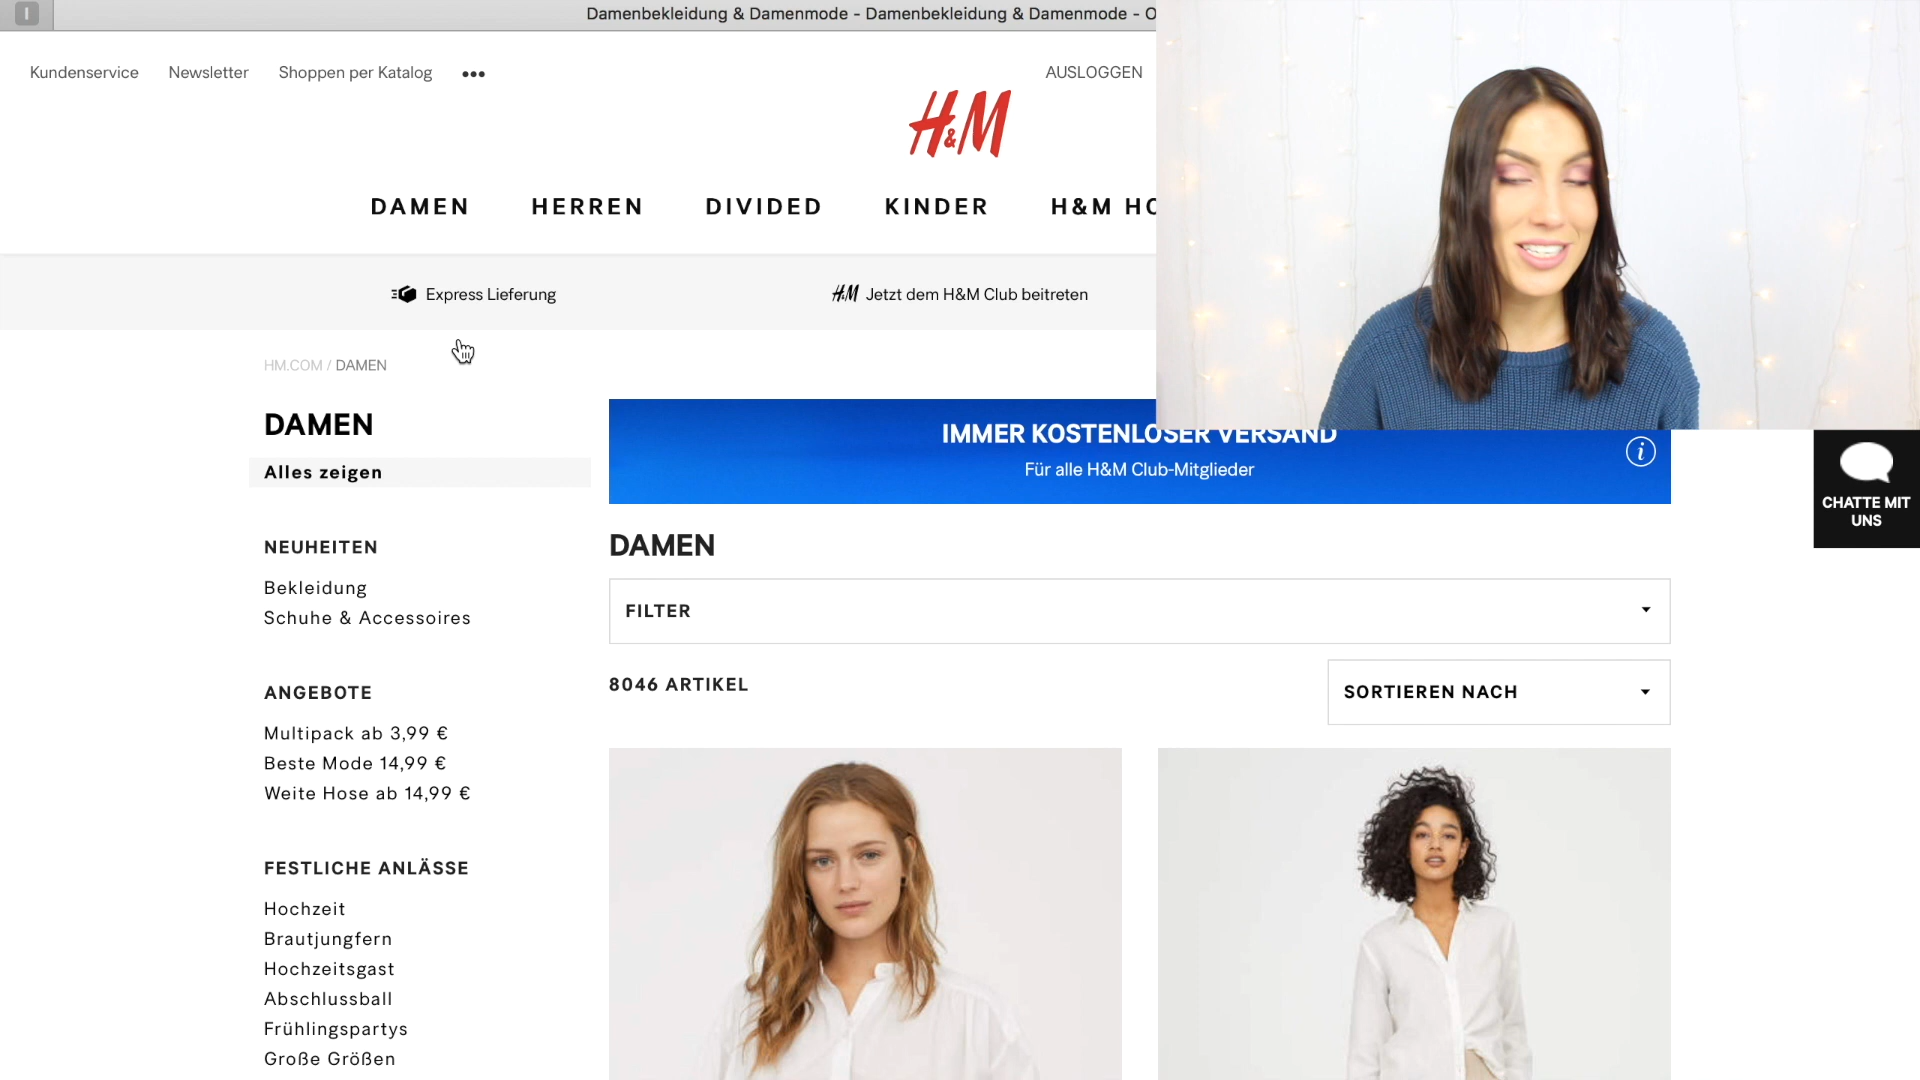 Damenbekleidung & Damenmode - Damenbekleidung & Damenmode - O
Kundenservice
Newsletter
Shoppen per Katalog
•••
AUSLOGGEN
H&M
DAMEN
HERREN
DIVIDED
KINDER
H&M HO
Express Lieferung
H&M Jetzt dem H&M Club beitreten
HM.COM / DAMEN
DAMEN
Alles zeigen
NEUHEITEN
Bekleidung
Schuhe & Accessoires
ANGEBOTE
Multipack ab 3,99 €
Beste Mode 14,99 €
Weite Hose ab 14,99 €
FESTLICHE ANLÄSSE
Hochzeit
Brautjungfern
Hochzeitsgast
Abschlussball
Frühlingspartys
Große Größen
IMMER KOSTENLOSER VERSAND
Für alle H&M Club-Mitglieder
i
DAMEN
FILTER
8046 ARTIKEL
SORTIEREN NACH
CHATTE MIT
UNS